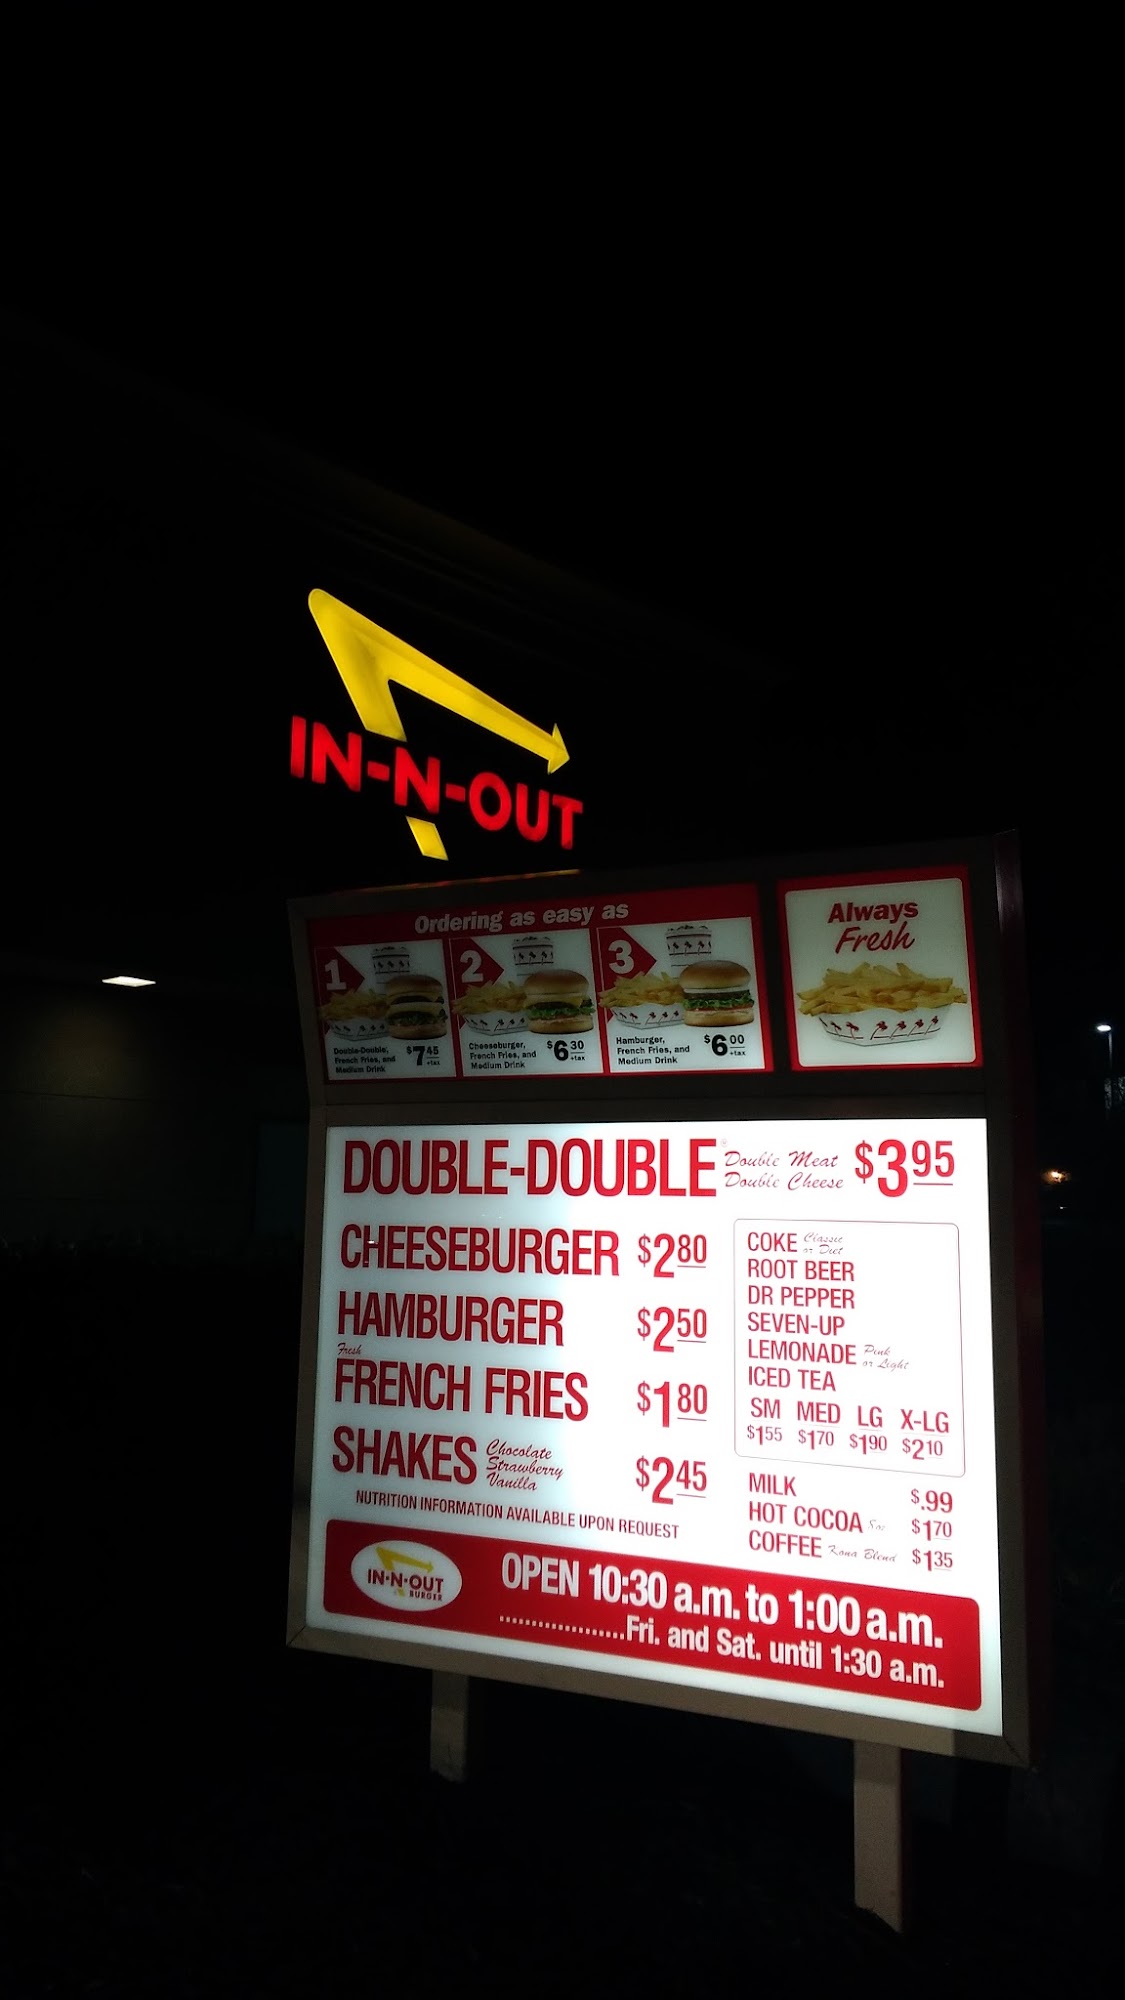 IN-N-OUT
Ordering as easy as
1
Double-Double,
French Fries, and
Medium Drink
$7 45
+tax
2
Cheeseburger,
French Fries, and
Medium Drink
$6 30
+tax
3
Hamburger,
French Fries, and
Medium Drink
$6 00
+tax
Always
Fresh
DOUBLE-DOUBLE® Double Meat
Double Cheese
$3 95
CHEESEBURGER $2 80
HAMBURGER $2 50
Fresh
FRENCH FRIES $1 80
SHAKES Chocolate
Strawberry
Vanilla
$2 45
NUTRITION INFORMATION AVAILABLE UPON REQUEST
COKE Classic
or Diet
ROOT BEER
DR PEPPER
SEVEN-UP
LEMONADE Pink
or Light
ICED TEA
SM MED LG X-LG
$1 55 $1 70 $1 90 $2 10
MILK $.99
HOT COCOA 8 oz $1 70
COFFEE Kona Blend $1 35
IN-N-OUT
BURGER
OPEN 10:30 a.m. to 1:00 a.m.
...................Fri. and Sat. until 1:30 a.m.